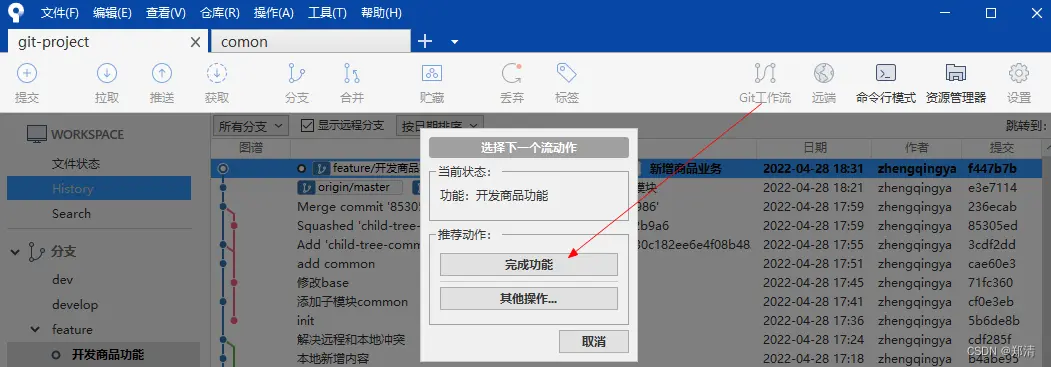 文件(F) 编辑(E) 查看(V) 仓库(R) 操作(A) 工具(T) 帮助(H)
git-project comon
提交 拉取 推送 获取 分支 合并 贮藏 丢弃 标签 Git工作流 远端 命令行模式 资源管理器 设置
WORKSPACE
文件状态
History
Search
分支
dev
develop
feature
开发商品功能
所有分支 显示远程分支 按日期排序 跳转到:
图谱 日期 作者 提交
feature/开发商品 新增商品业务 2022-04-28 18:31 zhengqingya f447b7b
origin/master 模块 2022-04-28 18:21 zhengqingya e3e7114
Merge commit '85305 986' 2022-04-28 17:59 zhengqingya 236ecab
Squashed 'child-tree- 2b9a6 2022-04-28 17:59 zhengqingya 85305ed
Add 'child-tree-comm 30c182ee6e4f08b48 2022-04-28 17:55 zhengqingya 3cdf2dd
add common 2022-04-28 17:51 zhengqingya cae60e3
修改base 2022-04-28 17:45 zhengqingya 71fc360
添加子模块common 2022-04-28 17:41 zhengqingya cf0e3eb
init 2022-04-28 17:36 zhengqingya 5b6de8b
解决远程和本地冲突 2022-04-28 17:24 zhengqingya cdf285f
本地新增内容 2022-04-28 17:18 zhengqingya b4abe95
选择下一个流动作
当前状态：
功能：开发商品功能
推荐动作：
完成功能
其他操作...
取消
CSDN @郑清